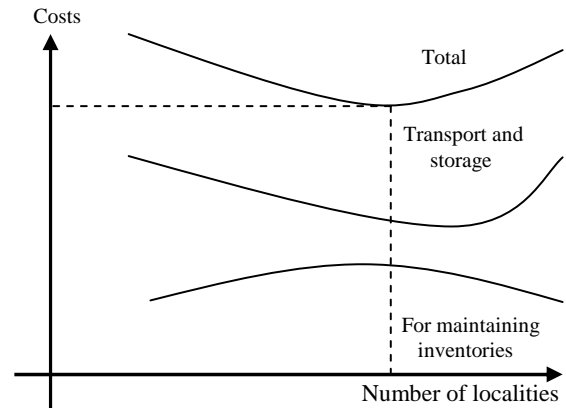 Costs
Total
Transport and
storage
For maintaining
inventories
Number of localities